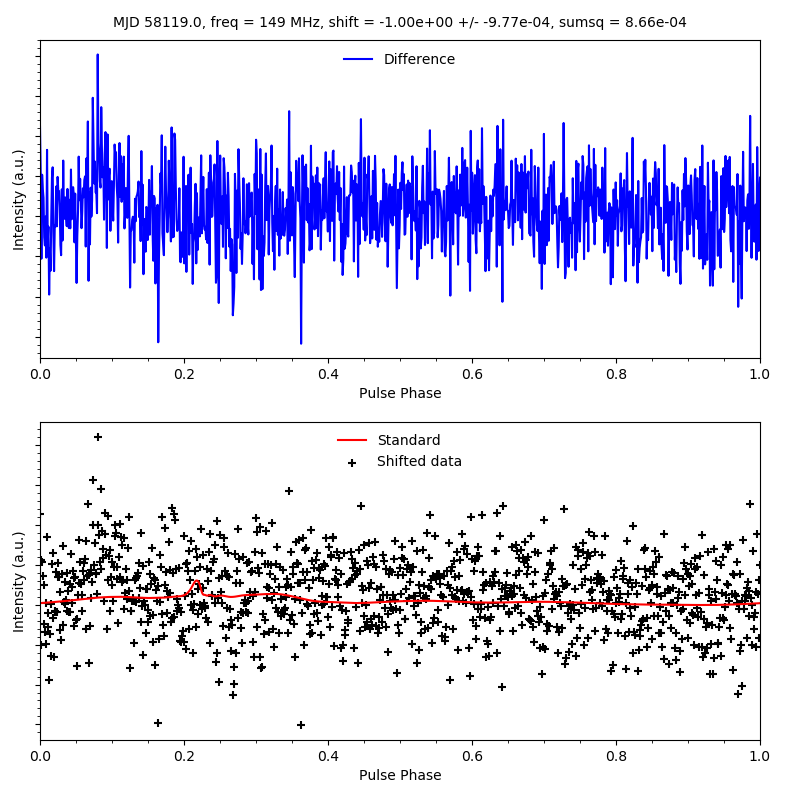 MJD 58119.0, freq = 149 MHz, shift = -1.00e+00 +/- -9.77e-04, sumsq = 8.66e-04
Difference
Intensity (a.u.)
0.0 0.2 0.4 0.6 0.8 1.0
Pulse Phase
Standard
Shifted data
Intensity (a.u.)
0.0 0.2 0.4 0.6 0.8 1.0
Pulse Phase